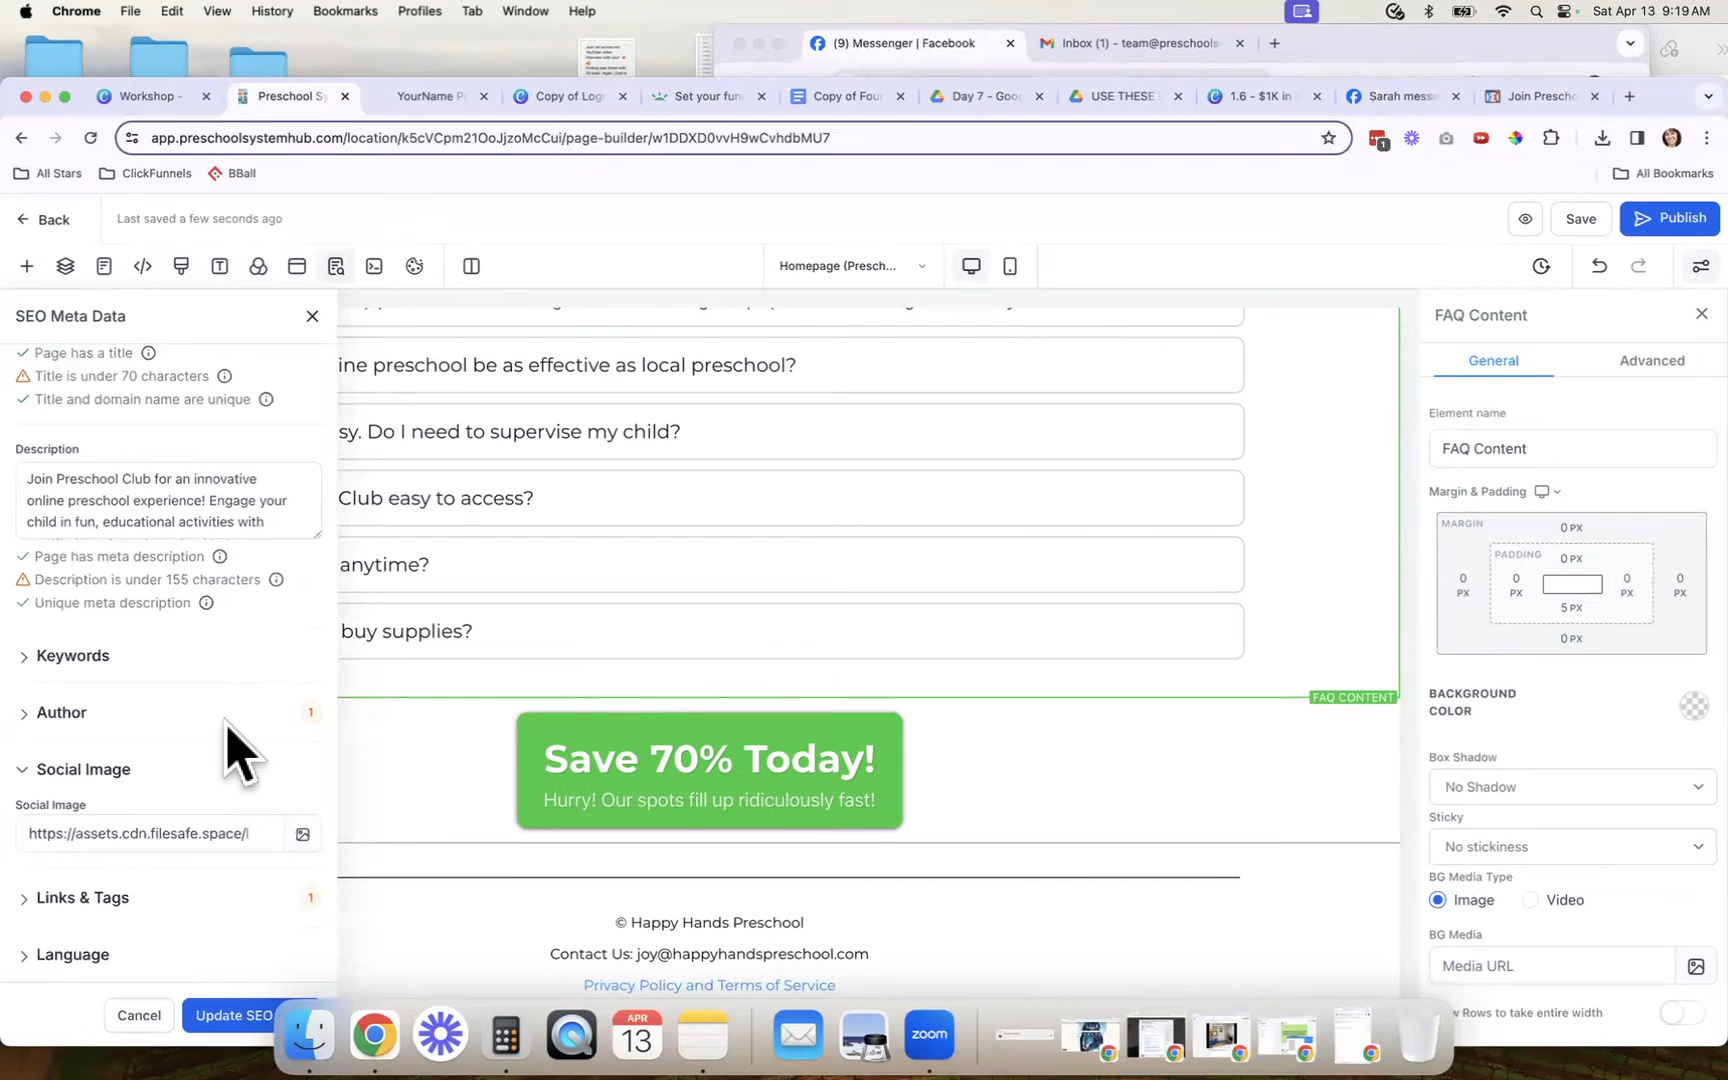 Chrome File Edit View History Bookmarks Profiles Tab Window Help Sat Apr 13 9:19 AM
(9) Messenger | Facebook Inbox (1) - team@preschools
Workshop - Preschool Sy YourName Pr Copy of Logo Set your fun Copy of Four Day 7 - Goog USE THESE 1.6 - $1K in Sarah messa Join Prescho
app.preschoolsystemhub.com/location/k5cVCpm21OoJjzoMcCui/page-builder/w1DDXD0vvH9wCvhdbMU7
1
All Stars ClickFunnels BBall All Bookmarks
Back Last saved a few seconds ago Save Publish
Homepage (Presch...
SEO Meta Data
Page has a title
Title is under 70 characters
Title and domain name are unique
Description
Join Preschool Club for an innovative
online preschool experience! Engage your
child in fun, educational activities with
Page has meta description
Description is under 155 characters
Unique meta description
Keywords
Author 1
Social Image
Social Image
https://assets.cdn.filesafe.space/
Links & Tags 1
Language
Cancel Update SEO
ine preschool be as effective as local preschool?
sy. Do I need to supervise my child?
Club easy to access?
anytime?
buy supplies?
FAQ CONTENT
Save 70% Today!
Hurry! Our spots fill up ridiculously fast!
© Happy Hands Preschool
Contact Us: joy@happyhandspreschool.com
Privacy Policy and Terms of Service
FAQ Content
General Advanced
Element name
FAQ Content
Margin & Padding
MARGIN
0 PX
PADDING
0 PX
0 PX 0 PX 0 PX 0 PX
5 PX
0 PX
BACKGROUND
COLOR
Box Shadow
No Shadow
Sticky
No stickiness
BG Media Type
Image Video
BG Media
Media URL
Rows to take entire width
APR
13
zoom